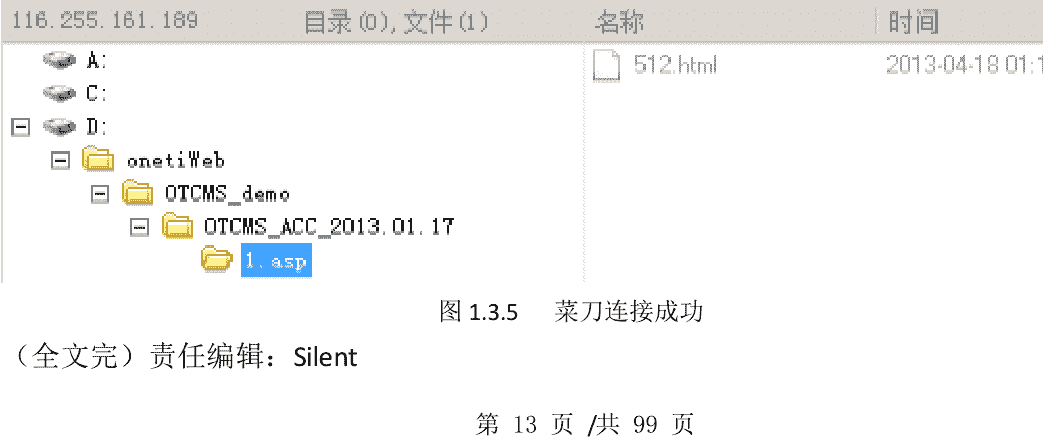 116.255.161.189 目录(0),文件(1) 名称 时间
A: 512.html 2013-04-18 01:1
C:
D:
onetiWeb
OTCMS_demo
OTCMS_ACC_2013.01.17
1.asp
图 1.3.5 菜刀连接成功
（全文完）责任编辑：Silent
第 13 页 /共 99 页